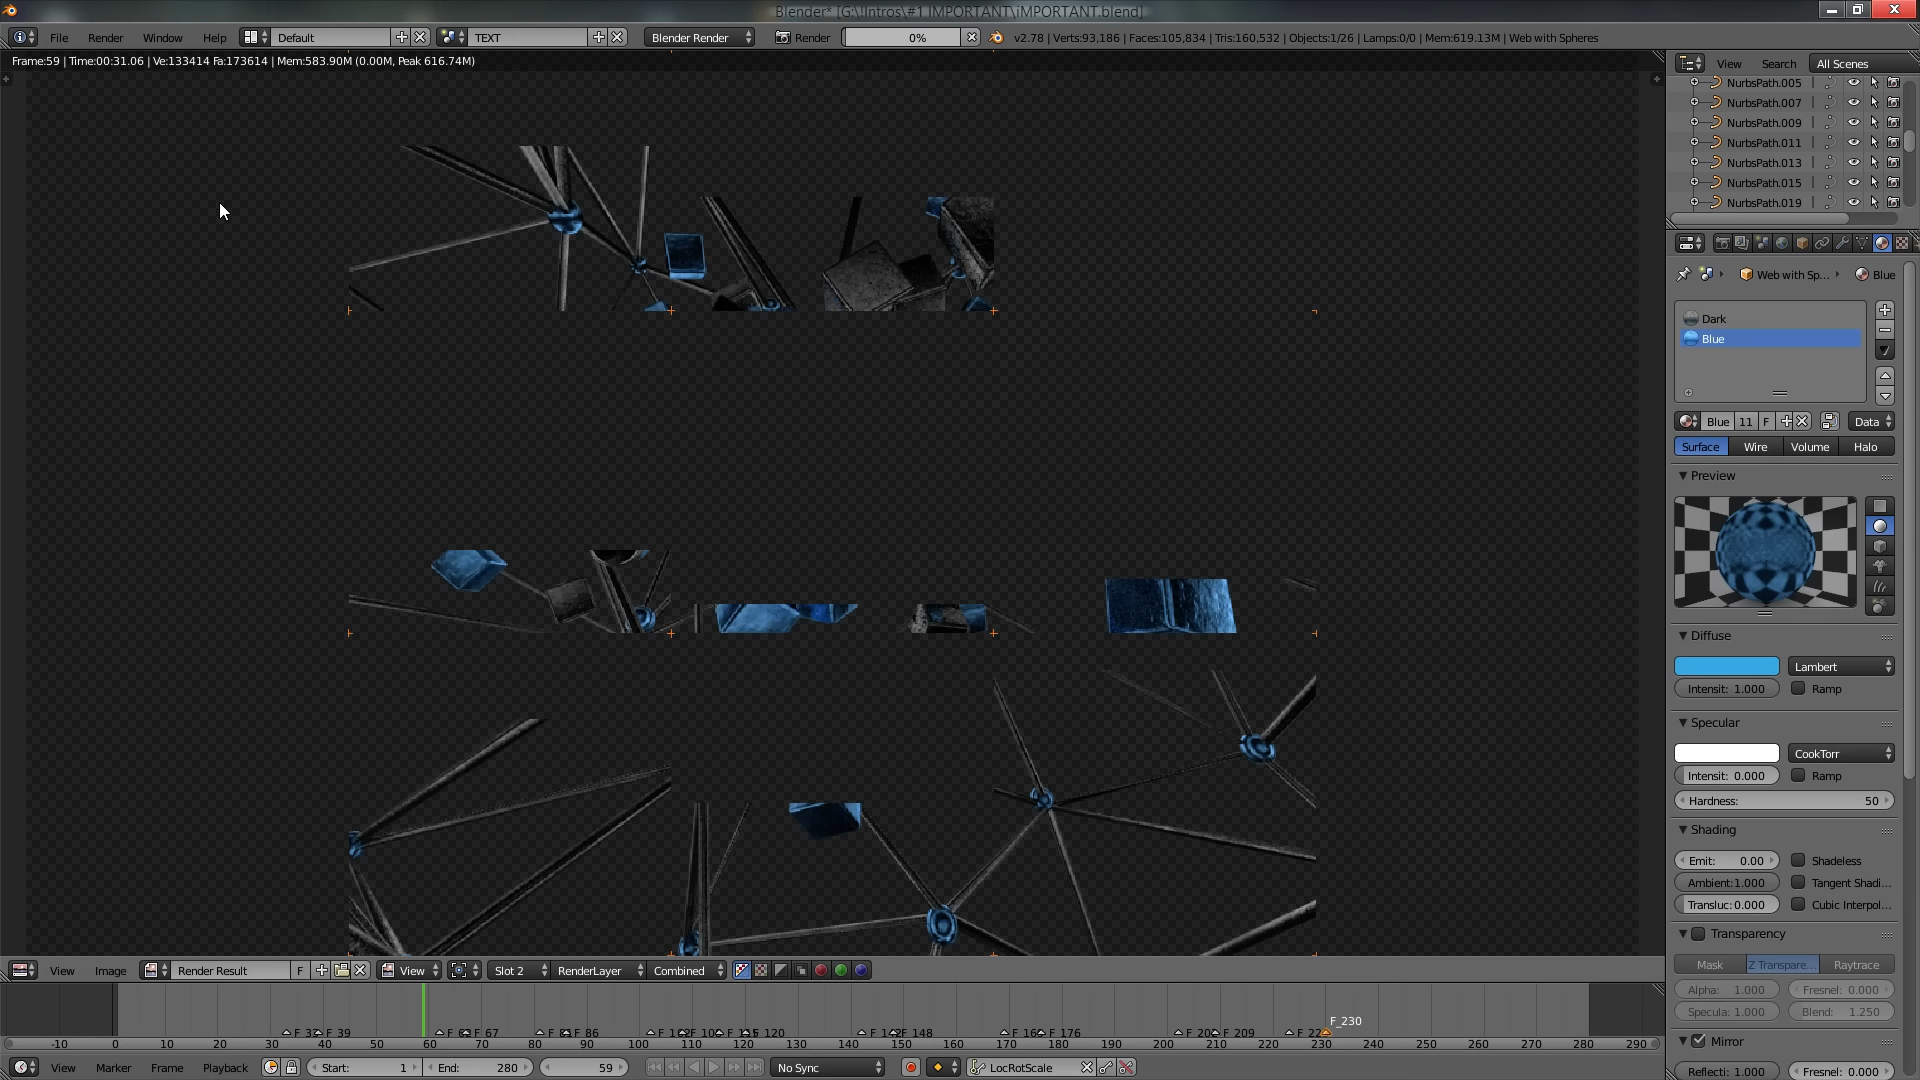 Blender* [G:\!Intros\#1 IMPORTANT\iMPORTANT.blend]
File Render Window Help Default TEXT Blender Render Render 0% v2.78 | Verts:93,186 | Faces:105,834 | Tris:160,532 | Objects:1/26 | Lamps:0/0 | Mem:619.13M | Web with Spheres
Frame:59 | Time:00:31.06 | Ve:133414 Fa:173614 | Mem:583.90M (0.00M, Peak 616.74M)
View Search All Scenes
NurbsPath.005
NurbsPath.007
NurbsPath.009
NurbsPath.011
NurbsPath.013
NurbsPath.015
NurbsPath.019
Web with Sp... Blue
Dark
Blue
Blue 11 F Data
Surface Wire Volume Halo
Preview
Diffuse
Lambert
Intensit: 1.000 Ramp
Specular
CookTorr
Intensit: 0.000 Ramp
Hardness: 50
Shading
Emit: 0.00 Shadeless
Ambient:1.000 Tangent Shadi...
Transluc:0.000 Cubic Interpol...
Transparency
Mask Z Transpare... Raytrace
Alpha: 1.000 Fresnel: 0.000
Specula: 1.000 Blend: 1.250
Mirror
Reflecti: 1.000 Fresnel: 0.000
View Image Render Result F View Slot 2 RenderLayer Combined
F_230
F_39 F_67 F_86 F_120 F_148 F_176 F_209
-10 0 10 20 30 40 50 60 70 80 90 100 110 120 130 140 150 160 170 180 190 200 210 220 230 240 250 260 270 280 290
View Marker Frame Playback Start: 1 End: 280 59 No Sync LocRotScale